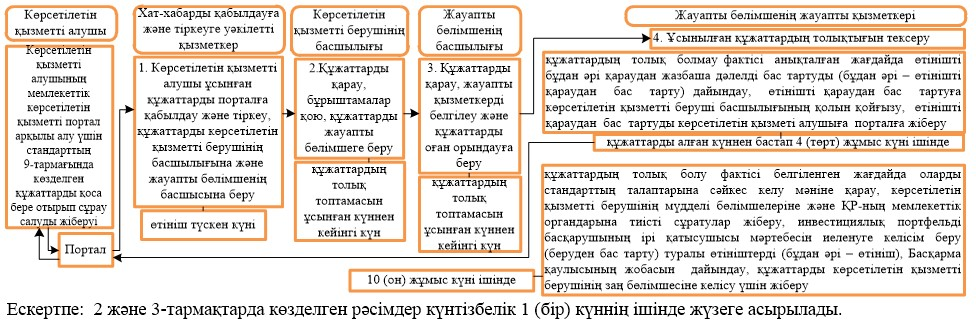 Көрсетілетін
қызметті алушы
Хат-хабарды қабылдауға
және тіркеуге уәкілетті
қызметкер
Көрсетілетін
қызметті берушінің
басшылығы
Жауапты
бөлімшенің
басшылығы
Жауапты бөлімшенің жауапты қызметкері
Көрсетілетін
қызметті
алушының
мемлекеттік
көрсетілетін
қызметті портал
арқылы алу үшін
стандарттың
9-тармағында
көзделген
құжаттарды қоса
бере отырып сұрау
салуды жіберуі
Портал
1. Көрсетілетін қызметті
алушы ұсынған
құжаттарды порталға
қабылдау және тіркеу,
құжаттарды көрсетілетін
қызметті берушінің
басшылығына және
жауапты бөлімшенің
басшысына беру
өтініш түскен күні
2.Құжаттарды
қарау,
бұрыштамалар
қою, құжаттарды
жауапты
бөлімшеге беру
құжаттардың
толық
топтамасын
ұсынған күннен
кейінгі күн
3. Құжаттарды
қарау, жауапты
қызметкерді
белгілеу және
құжаттарды
оған орындауға
беру
құжаттардың
толық
топтамасын
ұсынған күннен
кейінгі күн
4. Ұсынылған құжаттардың толықтығын тексеру
құжаттардың толық болмау фактісі анықталған жағдайда өтінішті
бұдан әрі қараудан жазбаша дәлелді бас тартуды (бұдан әрі – өтінішті
қараудан бас тарту) дайындау, өтінішті қараудан бас тартуға
көрсетілетін қызметті беруші басшылығының қолын қойғызу, өтінішті
қараудан бас тартуды көрсетілетін қызметі алушыға порталға жіберу
құжаттарды алған күннен бастап 4 (төрт) жұмыс күні ішінде
құжаттардың толық болу фактісі белгіленген жағдайда оларды
стандарттың талаптарына сәйкес келу мәніне қарау, көрсетілетін
қызметті берушінің мүдделі бөлімшелеріне және ҚР-ның мемлекеттік
органдарына тиісті сұратулар жіберу, инвестициялық портфельді
басқарушының ірі қатысушысы мәртебесін иеленуге келісім беру
(беруден бас тарту) туралы өтініштерді (бұдан әрі – өтініш), Басқарма
қаулысының жобасын дайындау, құжаттарды көрсетілетін қызметті
берушінің заң бөлімшесіне келісу үшін жіберу
10 (он) жұмыс күні ішінде
Ескертпе: 2 және 3-тармақтарда көзделген рәсімдер күнтізбелік 1 (бір) күннің ішінде жүзеге асырылады.